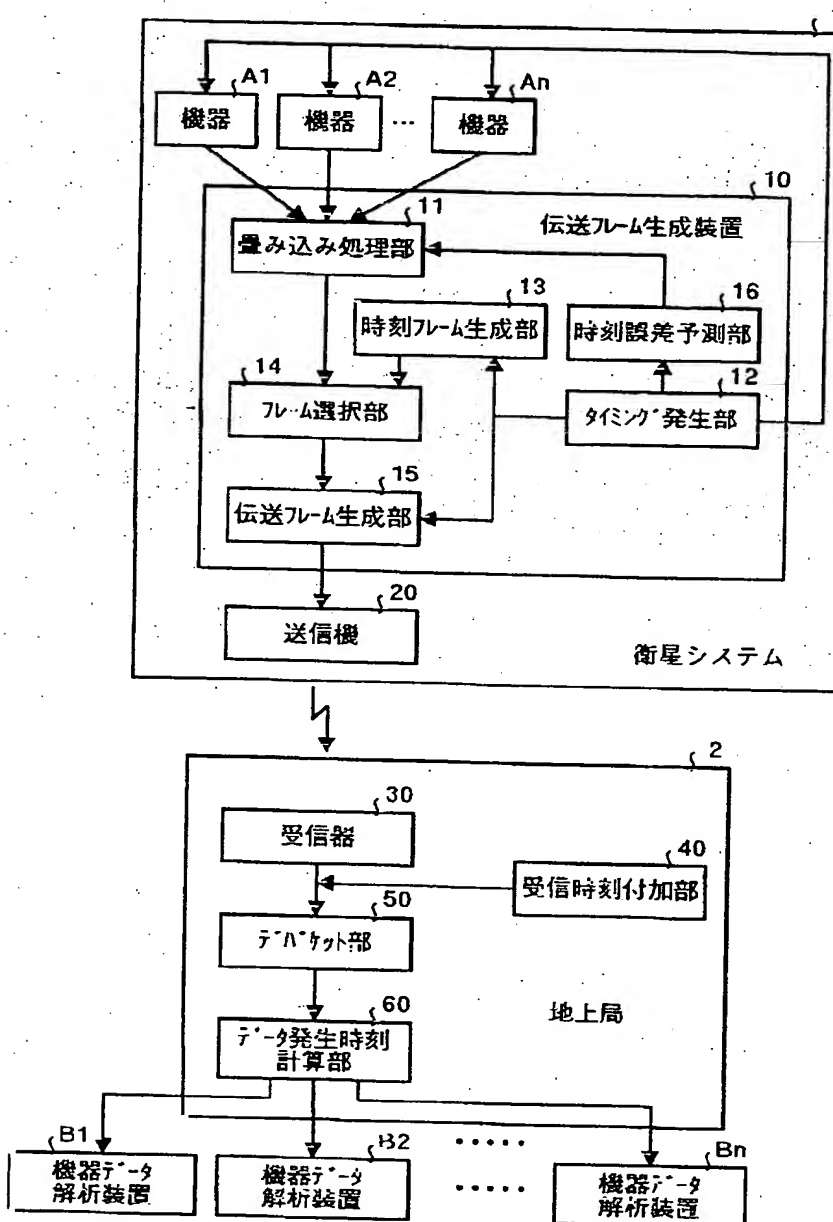 A1
A2
An
機器
機器
…
機器
10
11
伝送フレーム生成装置
畳み込み処理部
13
16
時刻フレーム生成部
時刻誤差予測部
14
12
フレーム選択部
タイミング発生部
15
伝送フレーム生成部
20
送信機
衛星システム
2
30
受信器
40
受信時刻付加部
50
デパケット部
60
データ発生時刻
計算部
地上局
B1
B2
.....
Bn
機器データ
解析装置
機器データ
解析装置
.....
機器データ
解析装置